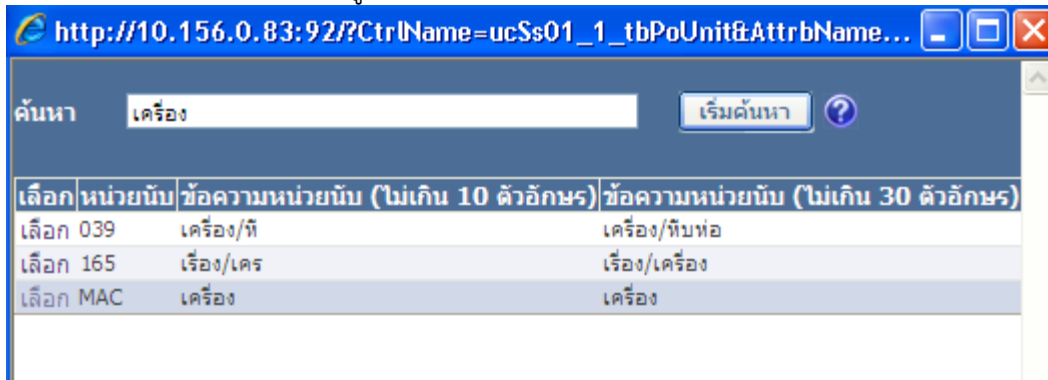 http://10.156.0.83:92/?CtrlName=ucSs01_1_tbPoUnit&AttrbName...
ค้นหา เครื่อง เริ่มค้นหา ?
เลือก หน่วยนับ ข้อความหน่วยนับ (ไม่เกิน 10 ตัวอักษร) ข้อความหน่วยนับ (ไม่เกิน 30 ตัวอักษร)
เลือก 039 เครื่อง/หี เครื่อง/หีบห่อ
เลือก 165 เรื่อง/เคร เรื่อง/เครื่อง
เลือก MAC เครื่อง เครื่อง